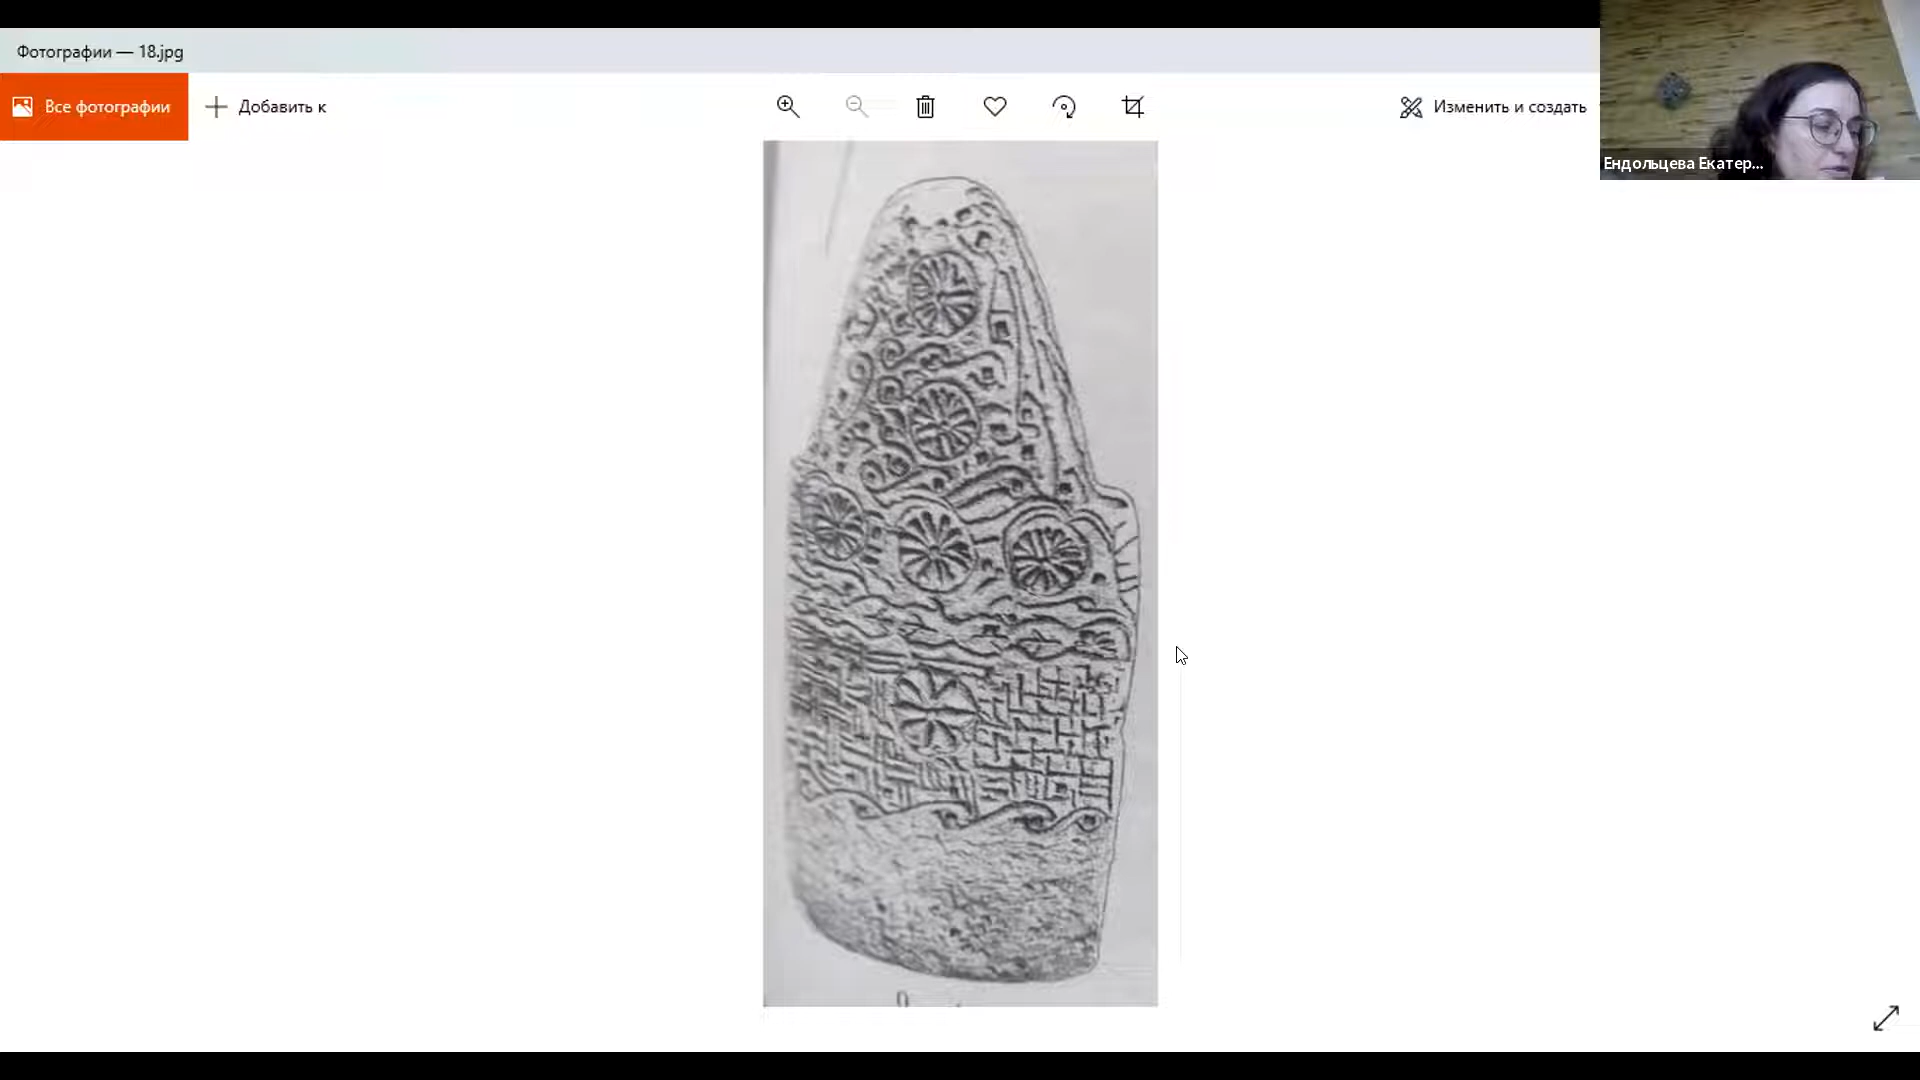 Фотографии — 18.jpg
Все фотографии
Добавить к
Изменить и создать
Ендольцева Екатер...